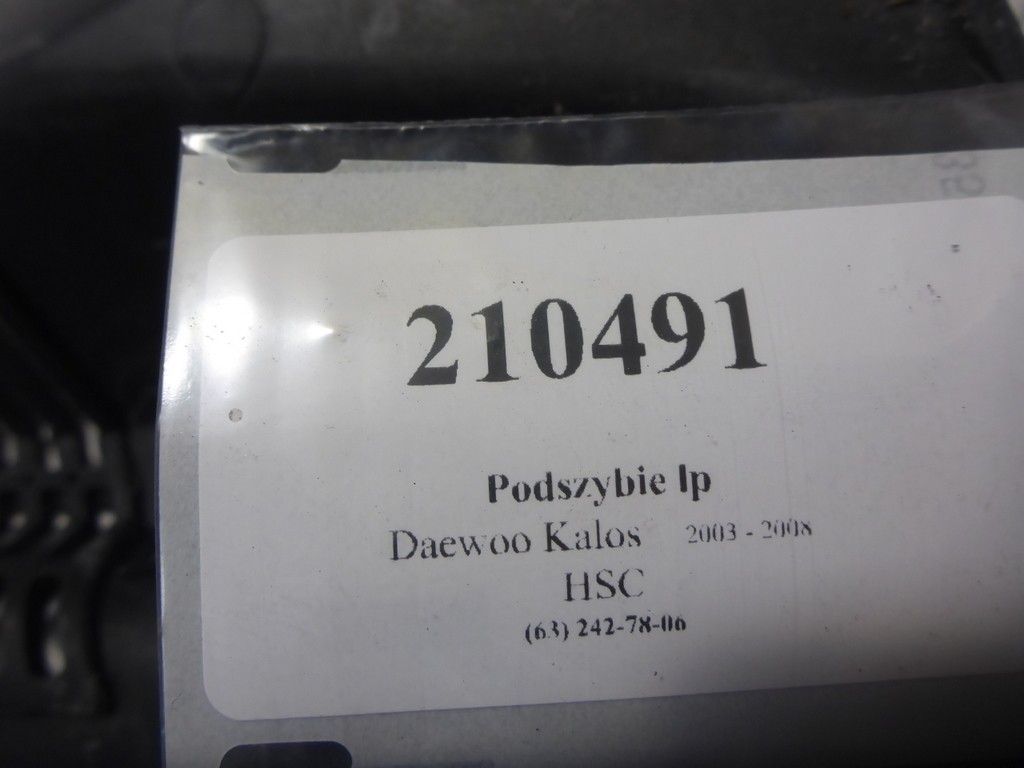 210491
Podszybie lp
Daewoo Kalos 2003 - 2008
HSC
(63) 242-78-06